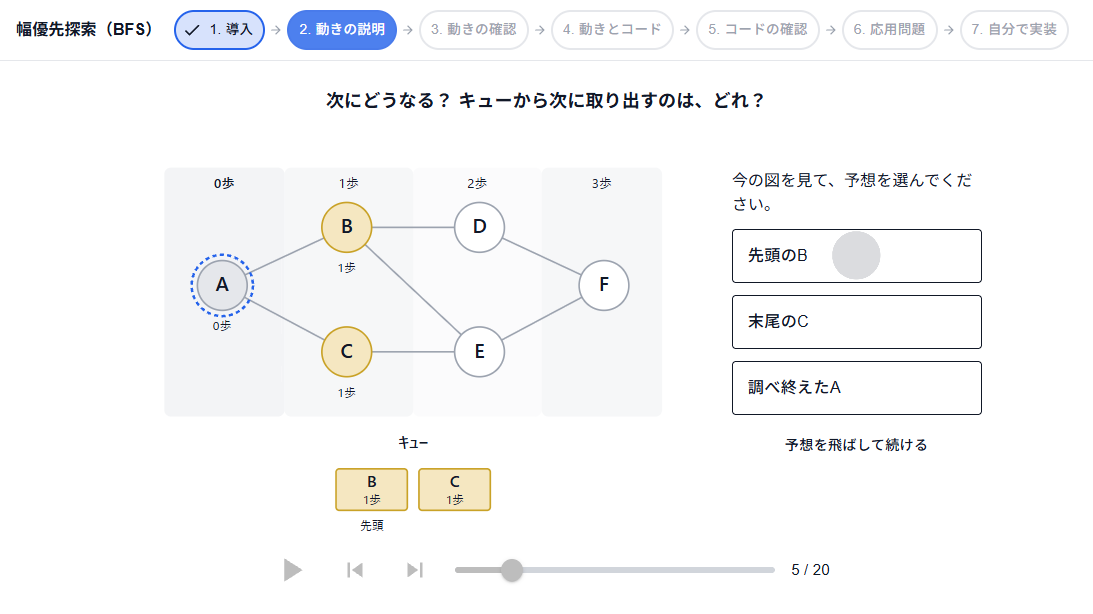 幅優先探索（BFS）
1. 導入
2. 動きの説明
3. 動きの確認
4. 動きとコード
5. コードの確認
6. 応用問題
7. 自分で実装
次にどうなる？ キューから次に取り出すのは、どれ？
0歩
1歩
2歩
3歩
A
0歩
B
1歩
C
1歩
D
E
F
今の図を見て、予想を選んでくだ
さい。
先頭のB
末尾のC
調べ終えたA
予想を飛ばして続ける
キュー
B
1歩
C
1歩
先頭
5 / 20